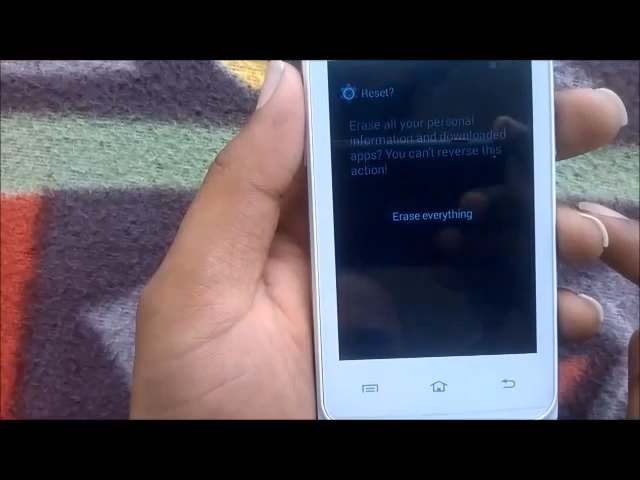 Reset?
Erase all your personal
information and downloaded
apps? You can't reverse this
action!
Erase everything